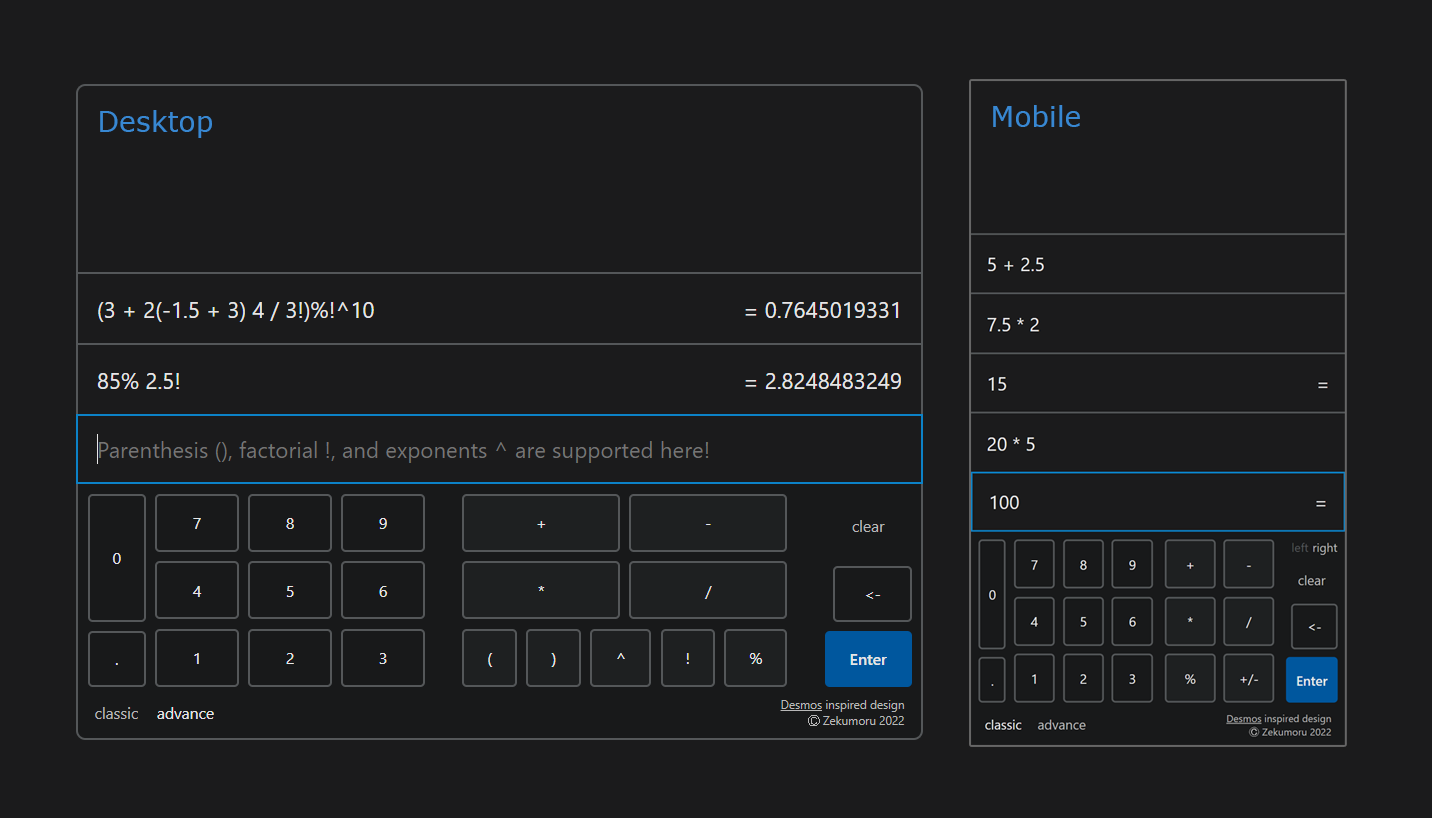 Desktop
(3 + 2(-1.5 + 3) 4 / 3!)%!^10 = 0.7645019331
85% 2.5! = 2.8248483249
Parenthesis (), factorial !, and exponents ^ are supported here!
0 7 8 9 + - clear
4 5 6 * / <-
. 1 2 3 ( ) ^ ! % Enter
classic advance
Desmos inspired design
© Zekumoru 2022
Mobile
5 + 2.5
7.5 * 2
15 =
20 * 5
100 =
left right
0 7 8 9 + - clear
4 5 6 * / <-
. 1 2 3 % +/- Enter
classic advance
Desmos inspired design
© Zekumoru 2022